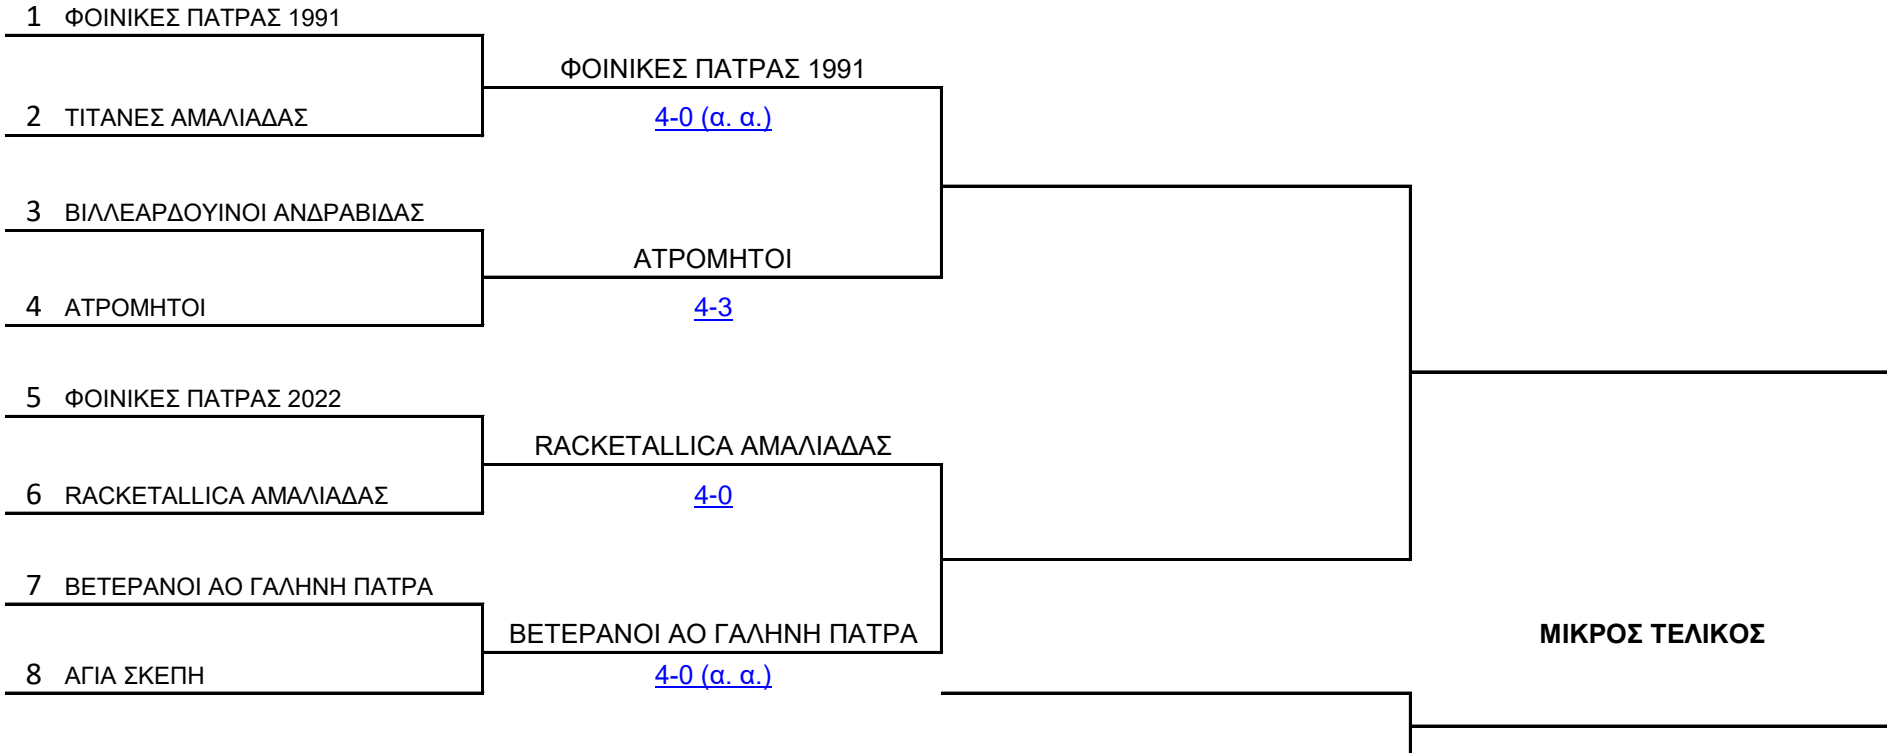 1 ΦΟΙΝΙΚΕΣ ΠΑΤΡΑΣ 1991
ΦΟΙΝΙΚΕΣ ΠΑΤΡΑΣ 1991
2 ΤΙΤΑΝΕΣ ΑΜΑΛΙΑΔΑΣ
4-0 (α. α.)
3 ΒΙΛΛΕΑΡΔΟΥΙΝΟΙ ΑΝΔΡΑΒΙΔΑΣ
ΑΤΡΟΜΗΤΟΙ
4 ΑΤΡΟΜΗΤΟΙ
4-3
5 ΦΟΙΝΙΚΕΣ ΠΑΤΡΑΣ 2022
RACKETALLICA ΑΜΑΛΙΑΔΑΣ
6 RACKETALLICA ΑΜΑΛΙΑΔΑΣ
4-0
7 ΒΕΤΕΡΑΝΟΙ ΑΟ ΓΑΛΗΝΗ ΠΑΤΡΑ
ΒΕΤΕΡΑΝΟΙ ΑΟ ΓΑΛΗΝΗ ΠΑΤΡΑ
ΜΙΚΡΟΣ ΤΕΛΙΚΟΣ
8 ΑΓΙΑ ΣΚΕΠΗ
4-0 (α. α.)